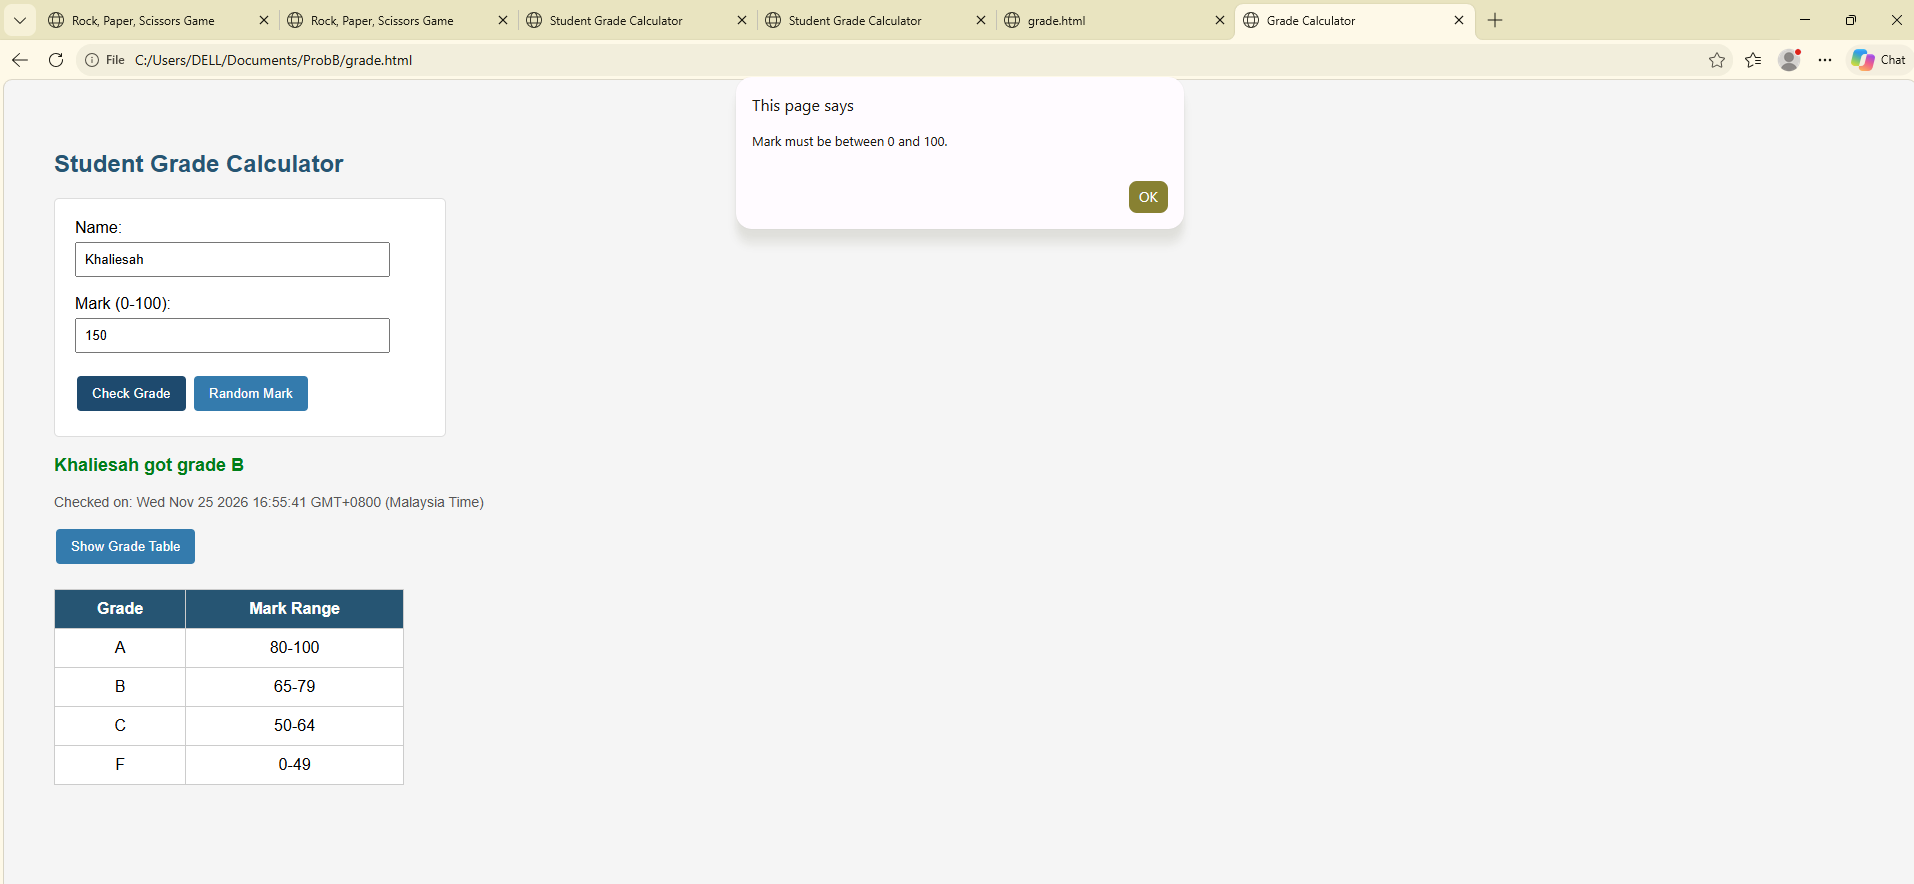 Rock, Paper, Scissors Game
Rock, Paper, Scissors Game
Student Grade Calculator
Student Grade Calculator
grade.html
Grade Calculator
File C:/Users/DELL/Documents/ProbB/grade.html
Chat
This page says
Mark must be between 0 and 100.
OK
Student Grade Calculator
Name:
Khaliesah
Mark (0-100):
150
Check Grade
Random Mark
Khaliesah got grade B
Checked on: Wed Nov 25 2026 16:55:41 GMT+0800 (Malaysia Time)
Show Grade Table
Grade Mark Range
A 80-100
B 65-79
C 50-64
F 0-49